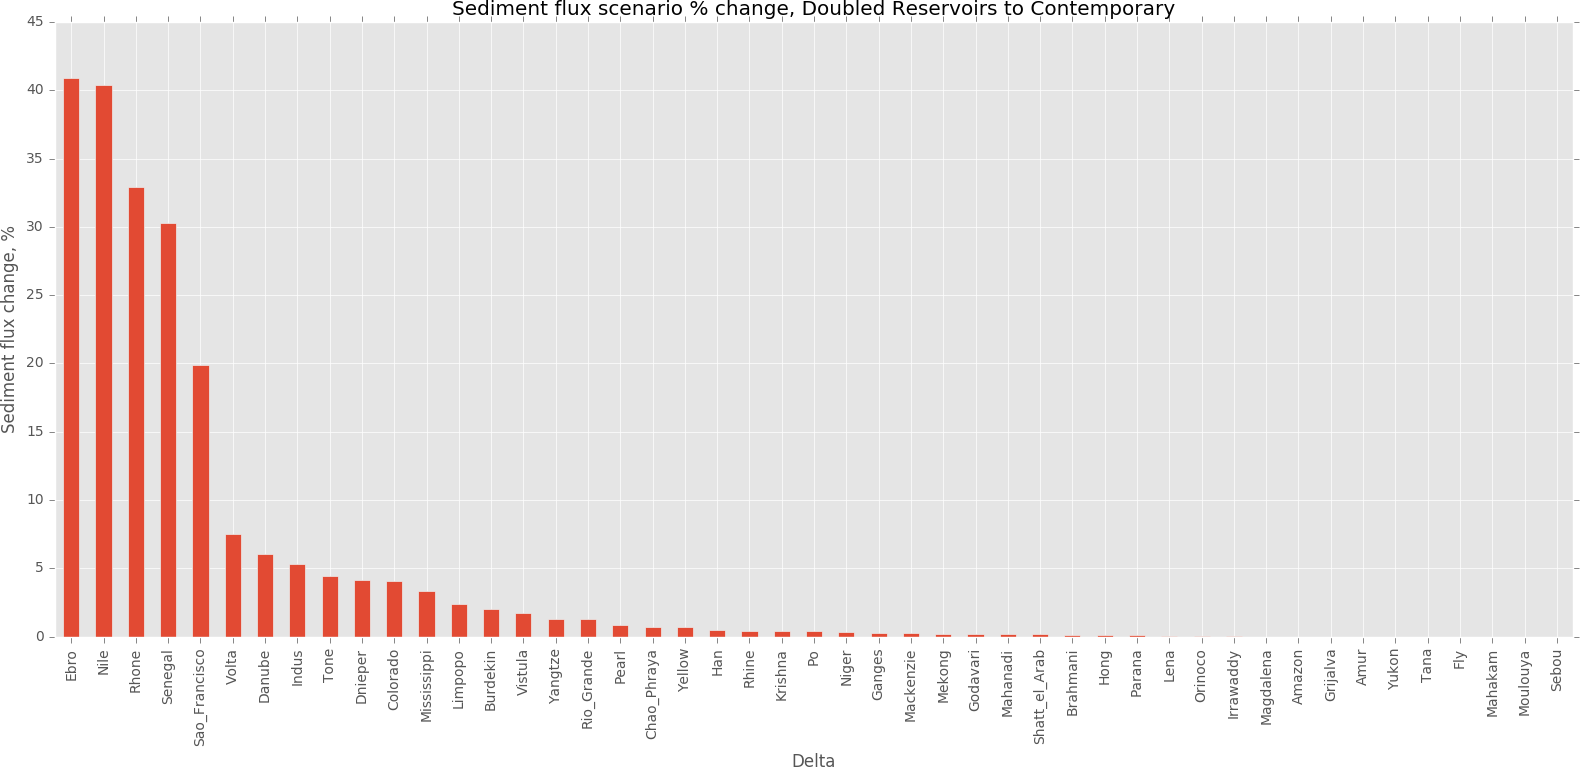 Sediment flux scenario % change, Doubled Reservoirs to Contemporary
Sediment flux change, %
45
40
35
30
25
20
15
10
5
0
Ebro
Nile
Rhone
Senegal
Sao_Francisco
Volta
Danube
Indus
Tone
Dnieper
Colorado
Mississippi
Limpopo
Burdekin
Vistula
Yangtze
Rio_Grande
Pearl
Chao_Phraya
Yellow
Han
Rhine
Krishna
Po
Niger
Ganges
Mackenzie
Mekong
Godavari
Mahanadi
Shatt_el_Arab
Brahmani
Hong
Parana
Lena
Orinoco
Irrawaddy
Magdalena
Amazon
Grijalva
Amur
Yukon
Tana
Fly
Mahakam
Moulouya
Sebou
Delta